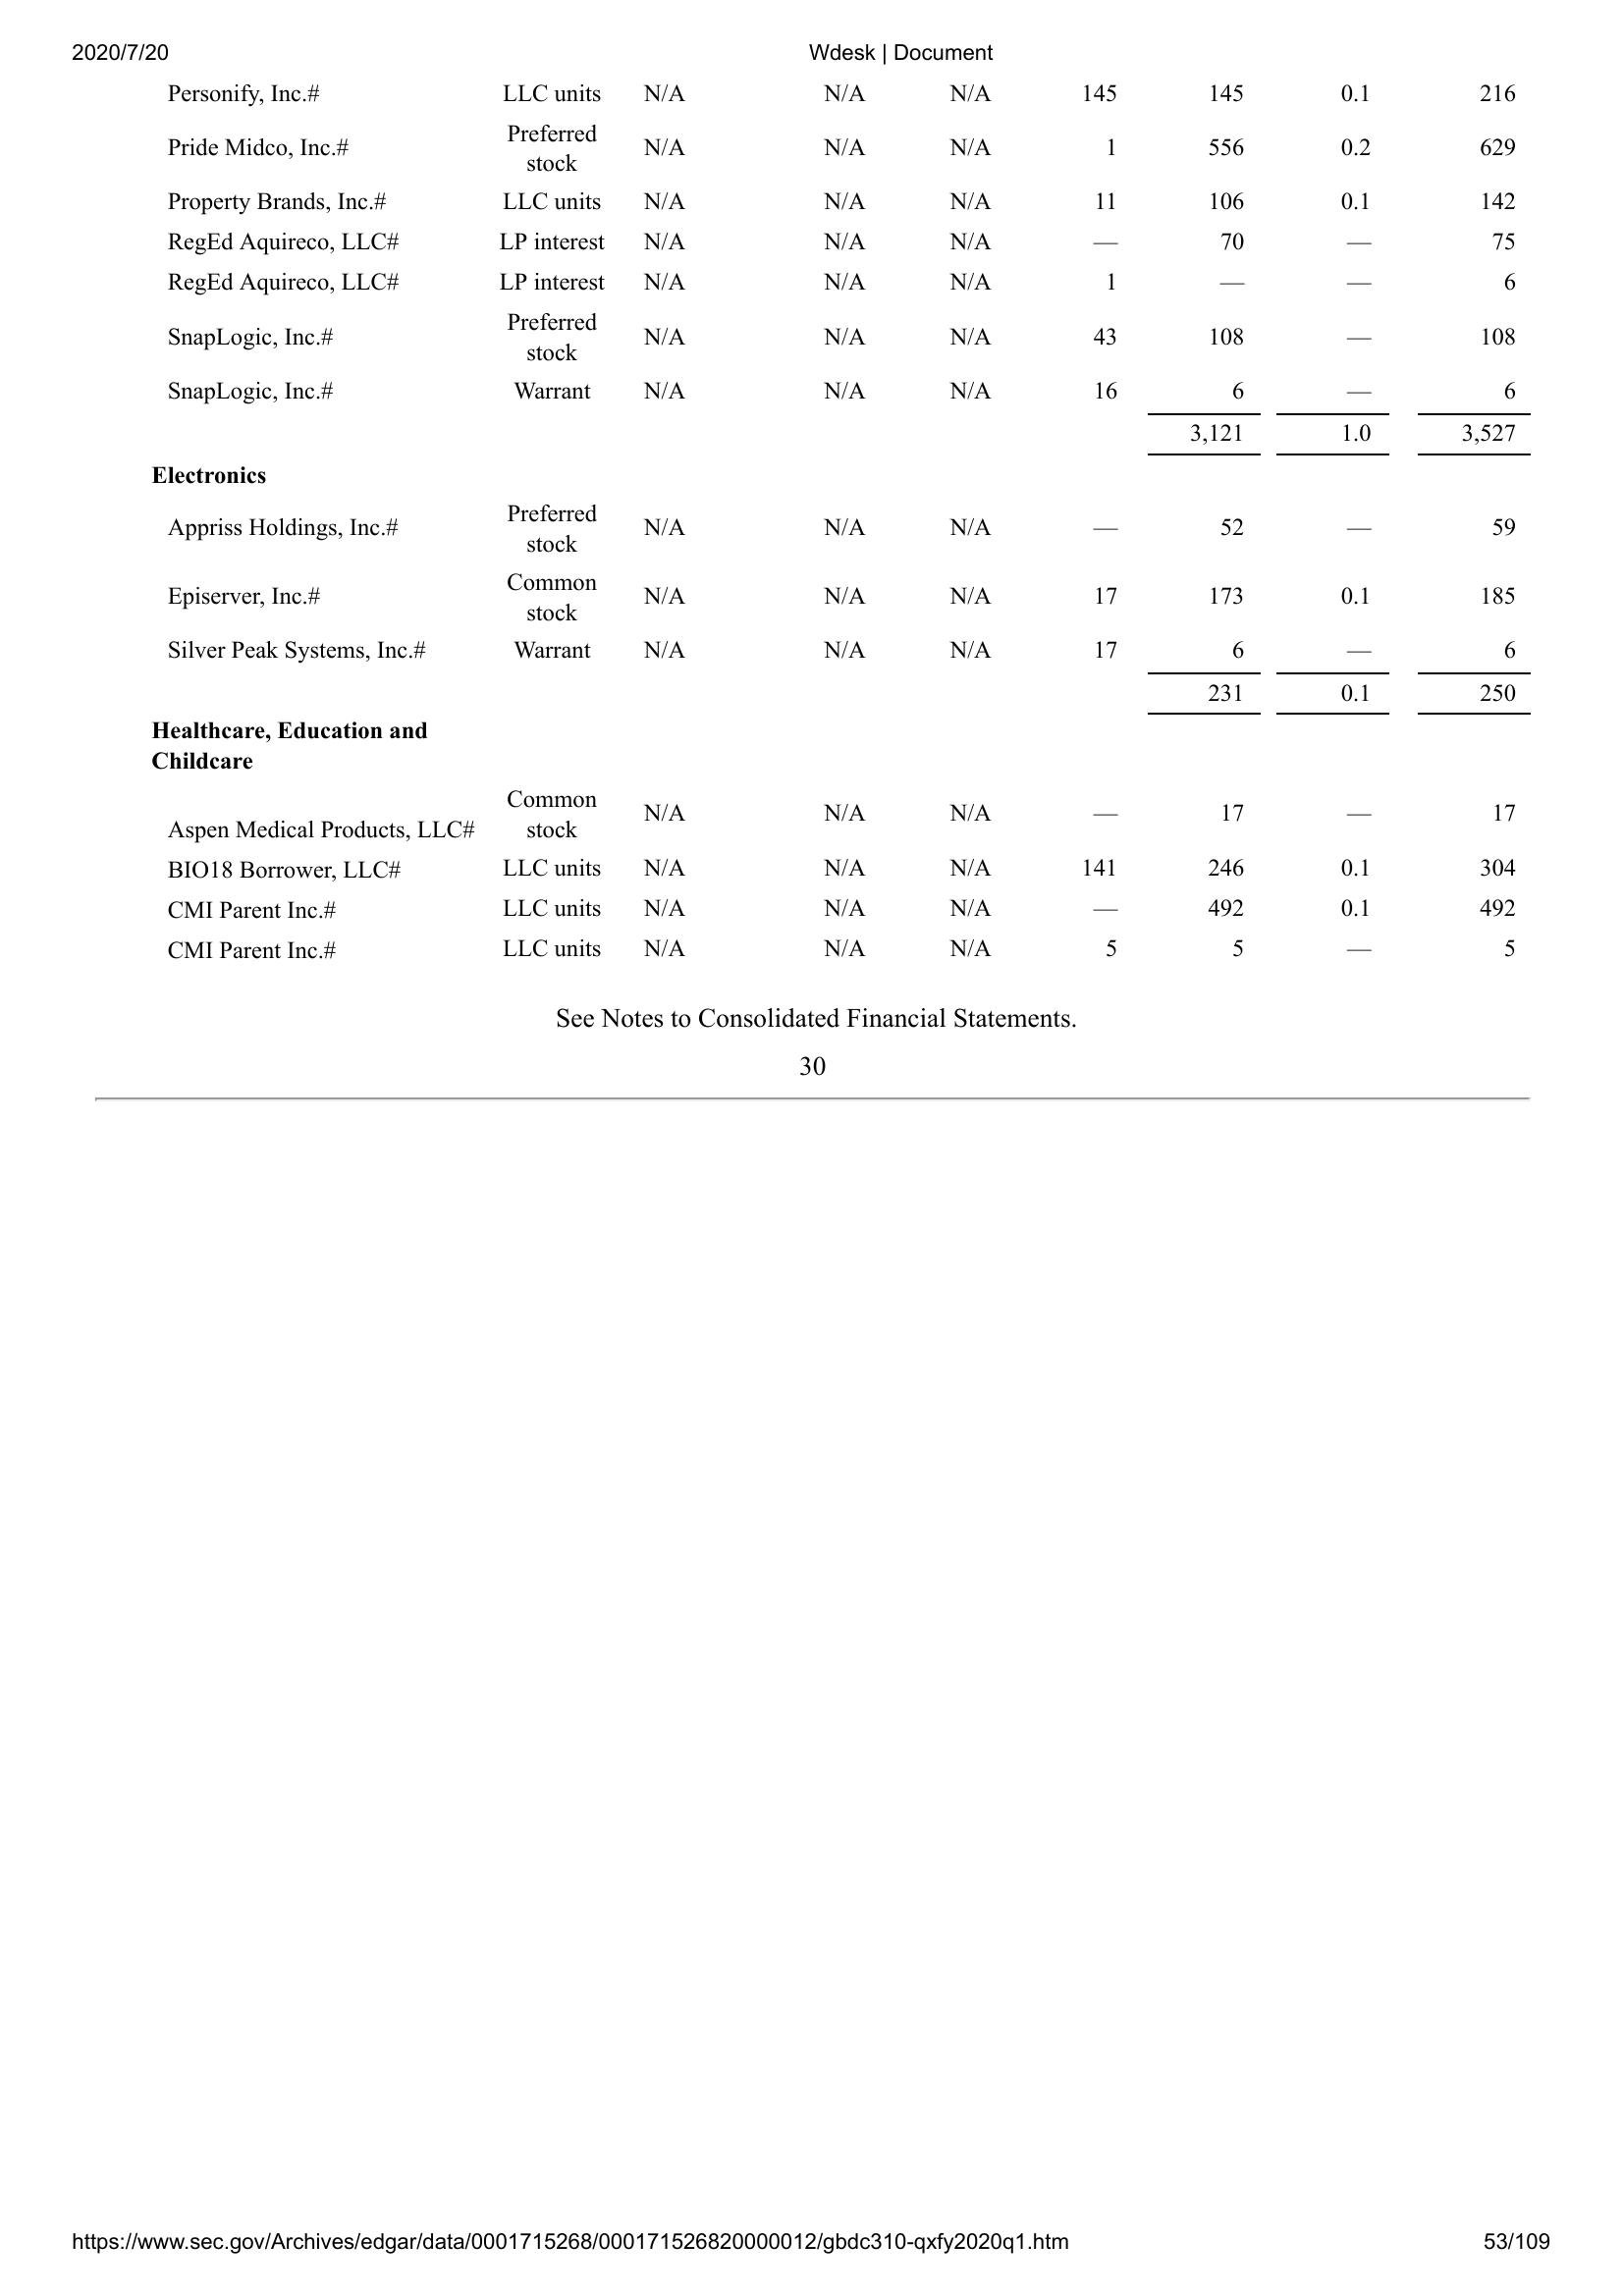 2020/7/20 Wdesk | Document
Personify, Inc.# LLC units N/A N/A N/A 145 145 0.1 216
Pride Midco, Inc.# Preferred stock N/A N/A N/A 1 556 0.2 629
Property Brands, Inc.# LLC units N/A N/A N/A 11 106 0.1 142
RegEd Aquireco, LLC# LP interest N/A N/A N/A — 70 — 75
RegEd Aquireco, LLC# LP interest N/A N/A N/A 1 — — 6
SnapLogic, Inc.# Preferred stock N/A N/A N/A 43 108 — 108
SnapLogic, Inc.# Warrant N/A N/A N/A 16 6 — 6
3,121 1.0 3,527
Electronics
Appriss Holdings, Inc.# Preferred stock N/A N/A N/A — 52 — 59
Episerver, Inc.# Common stock N/A N/A N/A 17 173 0.1 185
Silver Peak Systems, Inc.# Warrant N/A N/A N/A 17 6 — 6
231 0.1 250
Healthcare, Education and
Childcare
Aspen Medical Products, LLC# Common stock N/A N/A N/A — 17 — 17
BIO18 Borrower, LLC# LLC units N/A N/A N/A 141 246 0.1 304
CMI Parent Inc.# LLC units N/A N/A N/A — 492 0.1 492
CMI Parent Inc.# LLC units N/A N/A N/A 5 5 — 5
See Notes to Consolidated Financial Statements.
30
https://www.sec.gov/Archives/edgar/data/0001715268/000171526820000012/gbdc310-qxfy2020q1.htm 53/109